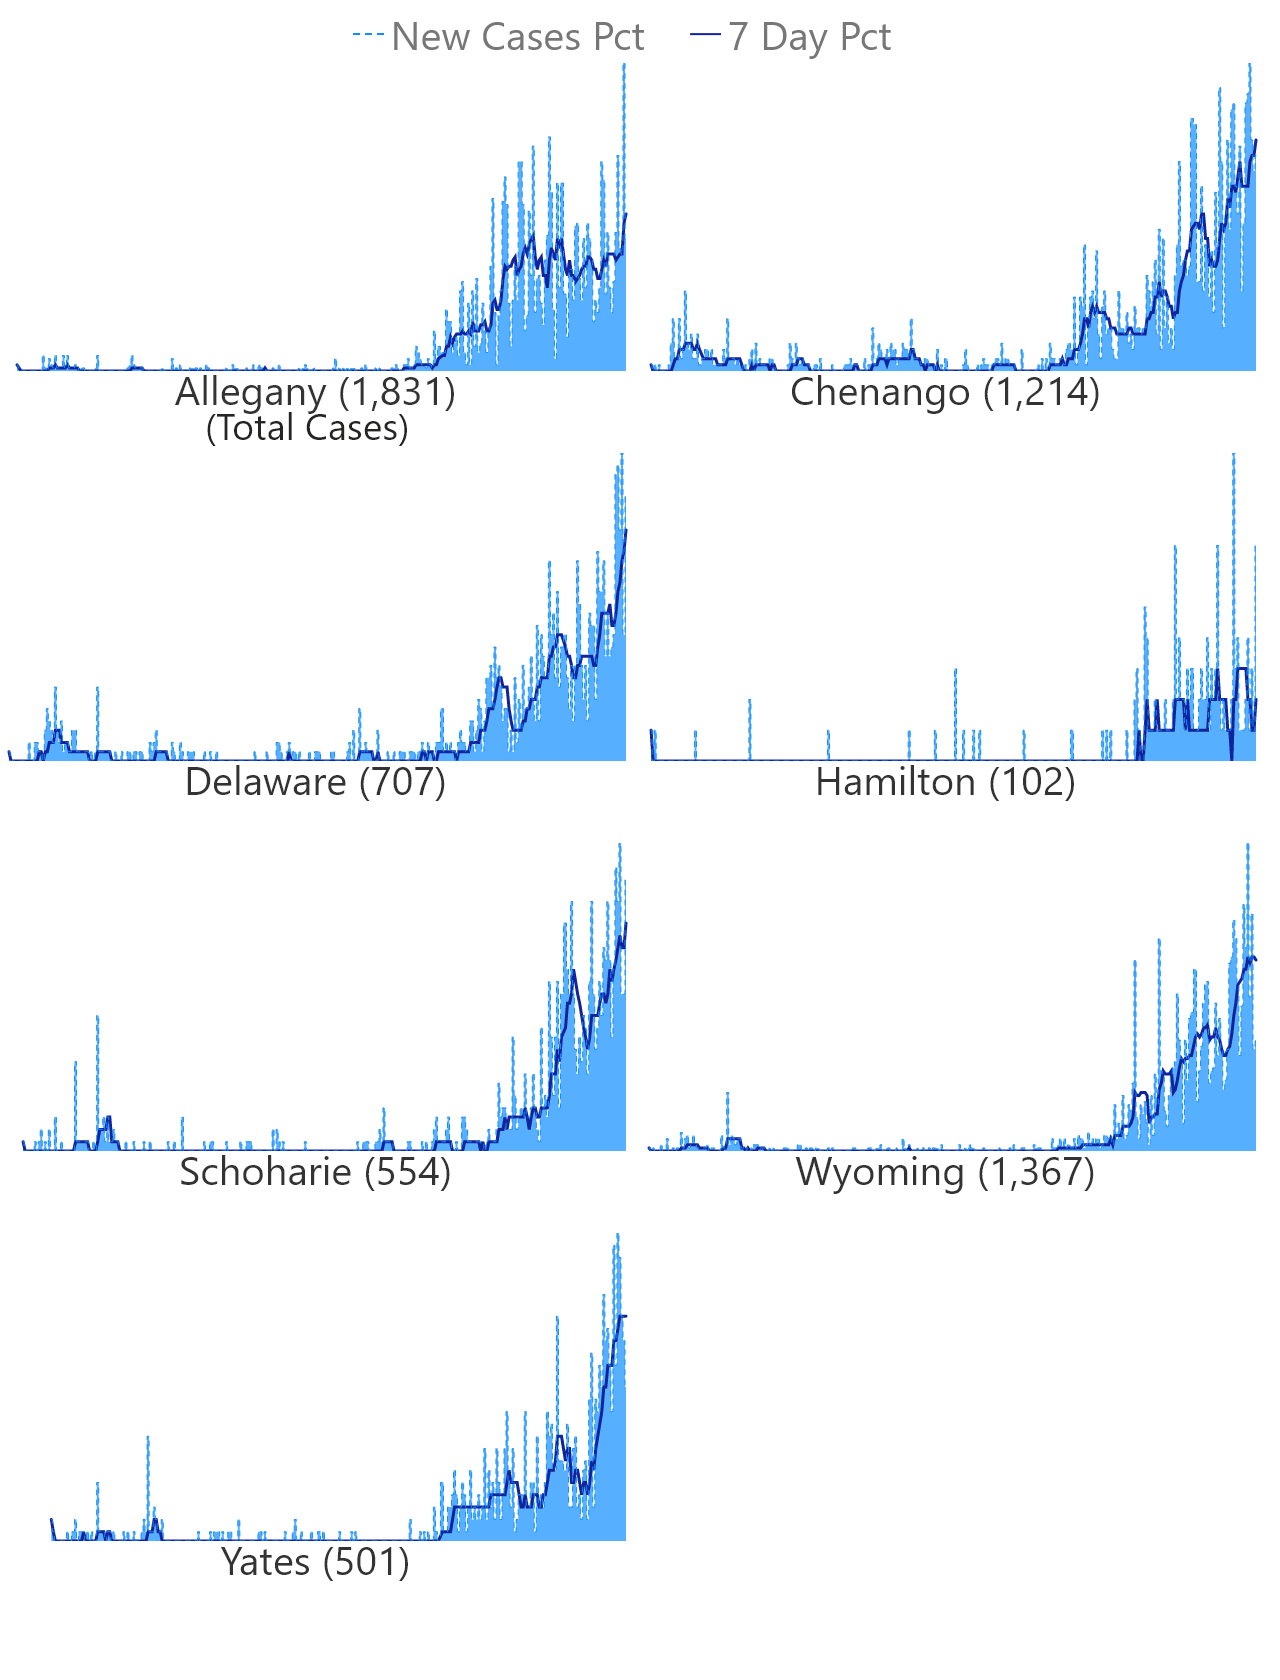 New Cases Pct 7 Day Pct
Allegany (1,831)
(Total Cases)
Chenango (1,214)
Delaware (707)
Hamilton (102)
Schoharie (554)
Wyoming (1,367)
Yates (501)